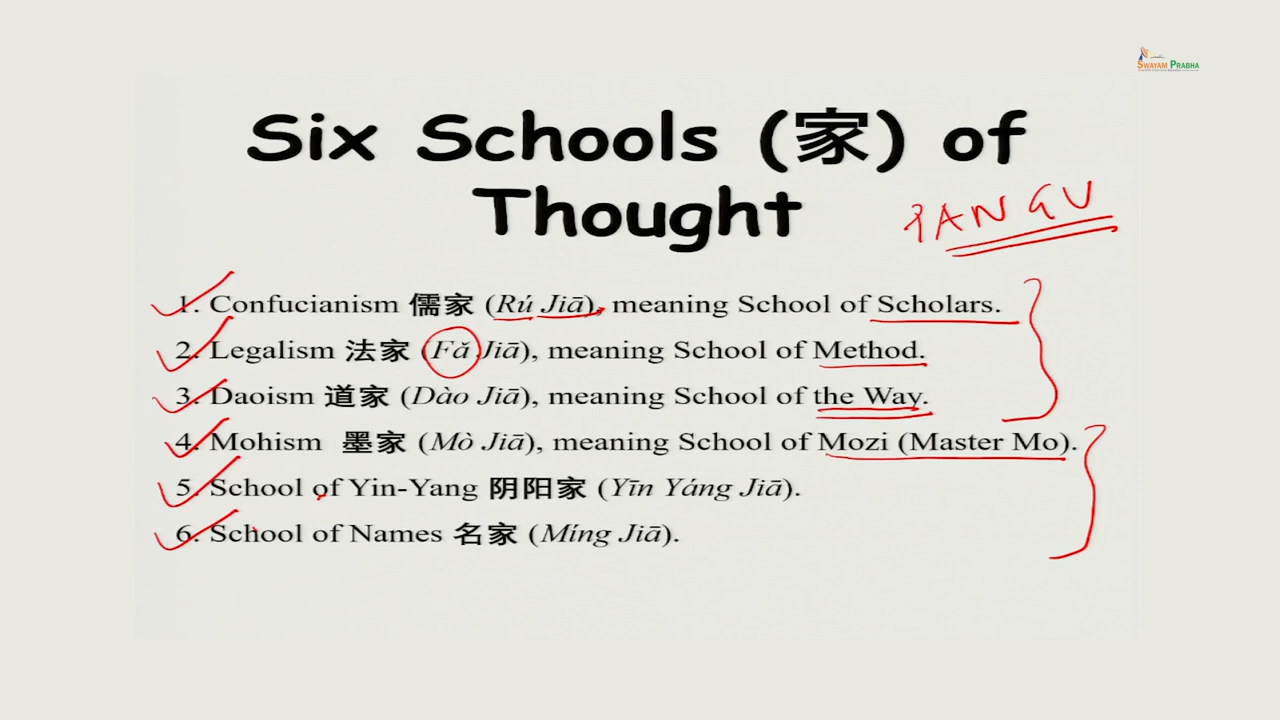 SWAYAM PRABHA
Six Schools (家) of
Thought
PANGU
1. Confucianism 儒家 (Rú Jiā), meaning School of Scholars.
2. Legalism 法家 (Fǎ Jiā), meaning School of Method.
3. Daoism 道家 (Dào Jiā), meaning School of the Way.
4. Mohism 墨家 (Mò Jiā), meaning School of Mozi (Master Mo).
5. School of Yin-Yang 阴阳家 (Yīn Yáng Jiā).
6. School of Names 名家 (Míng Jiā).